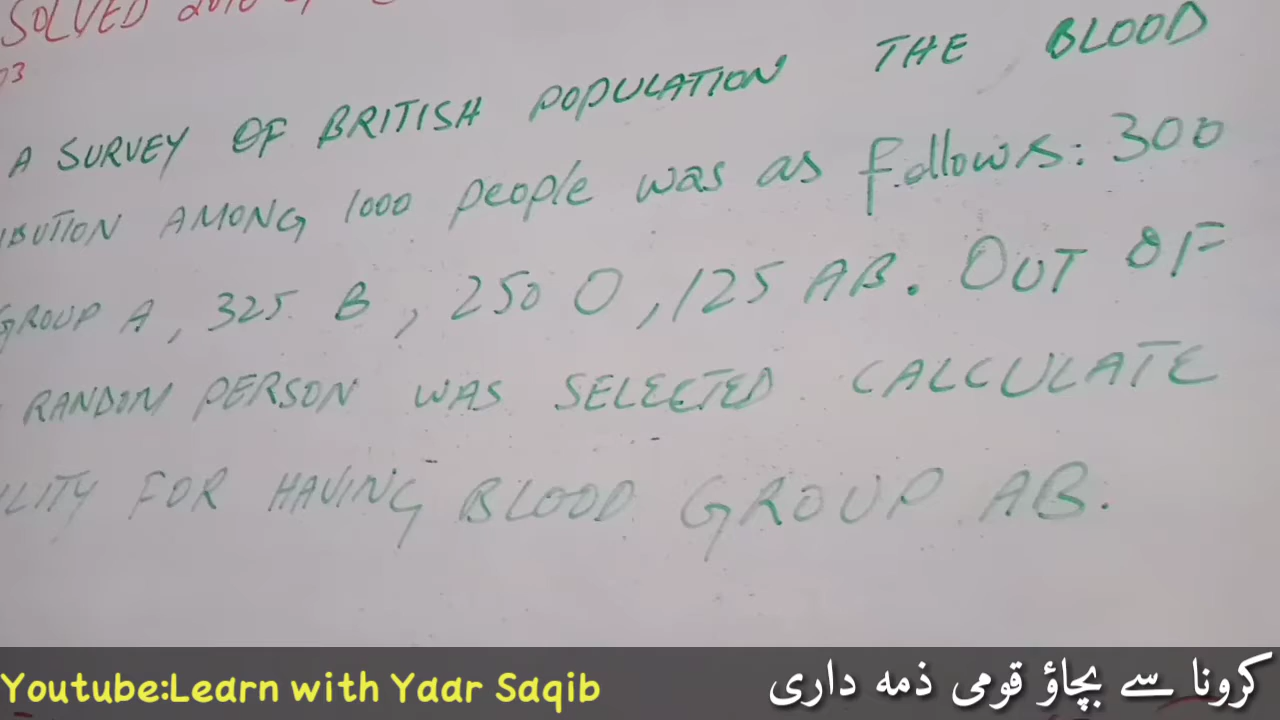 SOLVED
03
A SURVEY OF BRITISH POPULATION THE BLOOD
IBUTION AMONG 1000 people was as follows: 300
GROUP A, 325 B, 250 O, 125 AB. OUT OF
RANDOM PERSON WAS SELECTED CALCULATE
ILITY FOR HAVING BLOOD GROUP AB.
Youtube:Learn with Yaar Saqib
کرونا سے بچاؤ قومی ذمہ داری